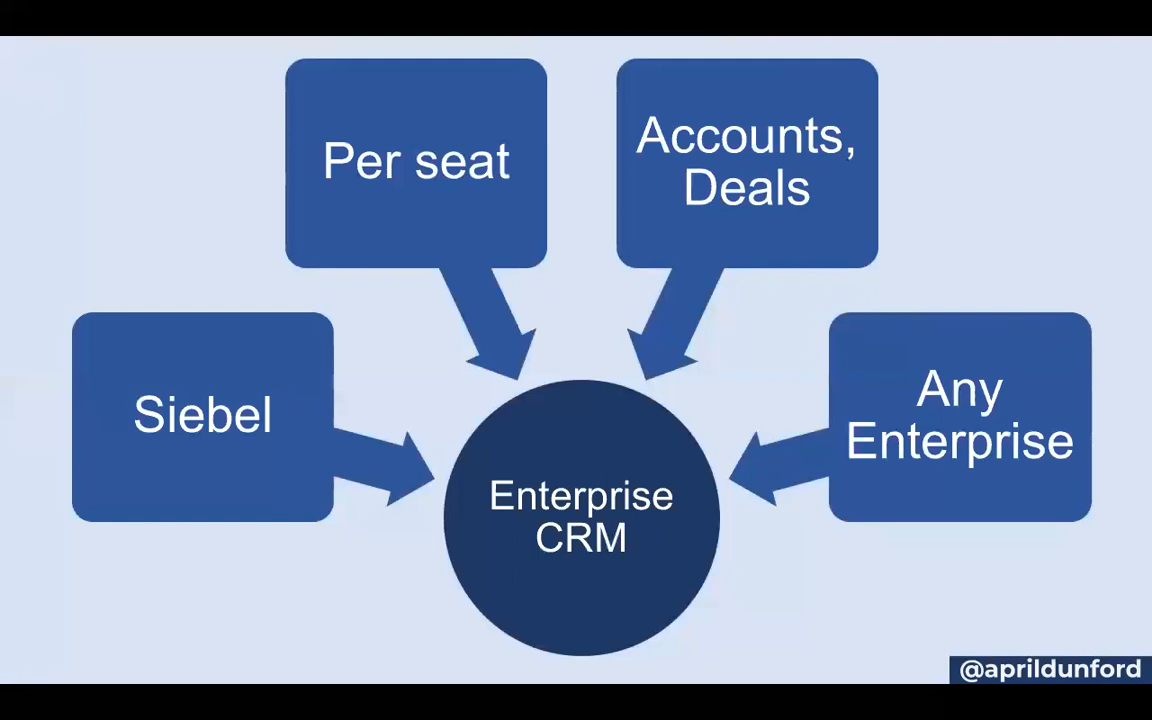 Per seat
Accounts,
Deals
Siebel
Any
Enterprise
Enterprise
CRM
@aprildunford